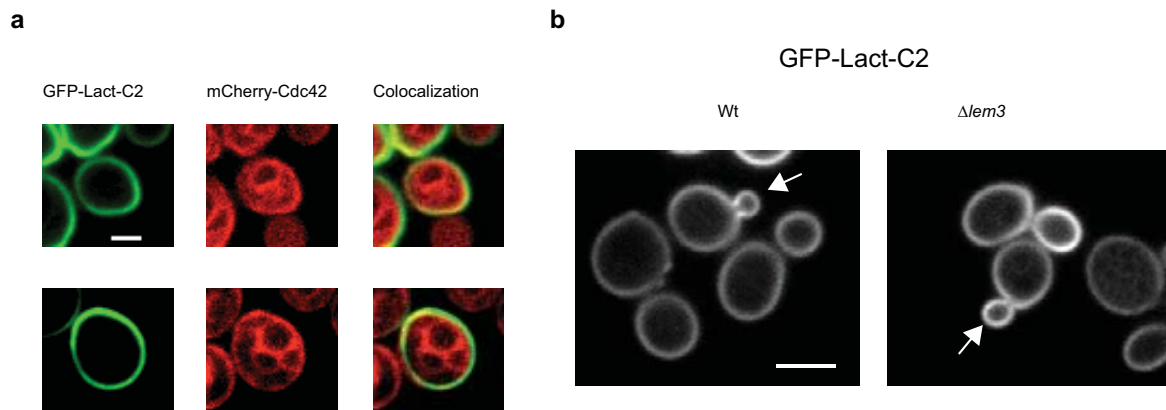 a
GFP-Lact-C2 mCherry-Cdc42 Colocalization
b
GFP-Lact-C2
Wt Δlem3